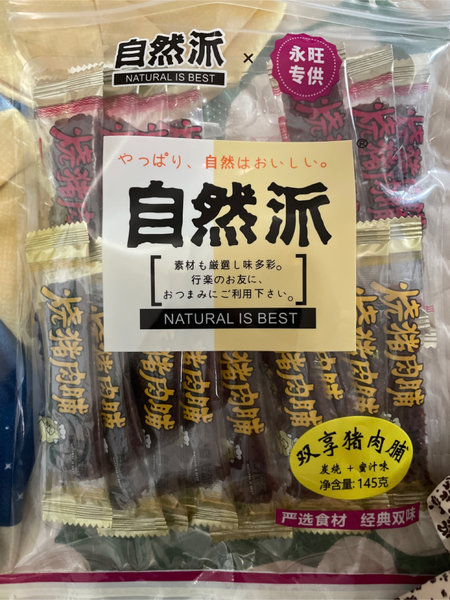 自然派
NATURAL IS BEST
×
永旺
专供
やっぱり、自然はおいしい。
自然派
素材も厳選し味多彩。
行楽のお友に、
おつまみにご利用下さい。
NATURAL IS BEST
烧猪肉脯
烧猪肉脯
烧猪肉脯
烧猪肉脯
烧猪肉脯
双享猪肉脯
炭烧 + 蜜汁味
净含量: 145克
严选食材 经典双味